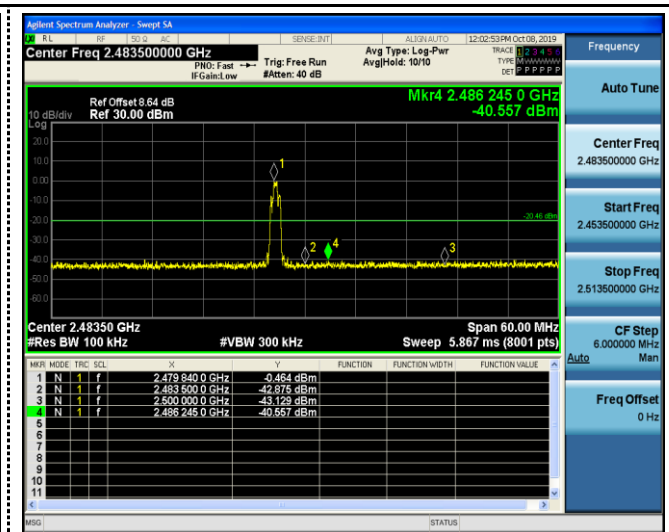 Agilent Spectrum Analyzer - Swept SA
RL RF 50 Ω AC SENSE:INT ALIGNAUTO 12:02:53 PM Oct 08, 2019
Center Freq 2.483500000 GHz
PNO: Fast
IFGain:Low
Trig: Free Run
#Atten: 40 dB
Avg Type: Log-Pwr
Avg|Hold: 10/10
TRACE 1 2 3 4 5 6
TYPE MWWWWW
DET P P P P P P
Ref Offset 8.64 dB
10 dB/div Ref 30.00 dBm
Log
Mkr4 2.486 245 0 GHz
-40.557 dBm
20.0
10.0
0.00
-10.0
-20.0
-30.0
-40.0
-50.0
-60.0
1
2
4
3
-20.46 dBm
Center 2.48350 GHz Span 60.00 MHz
#Res BW 100 kHz #VBW 300 kHz Sweep 5.867 ms (8001 pts)
MKR MODE TRC SCL X Y FUNCTION FUNCTION WIDTH FUNCTION VALUE
1 N 1 f 2.479 840 0 GHz -0.464 dBm
2 N 1 f 2.483 500 0 GHz -42.875 dBm
3 N 1 f 2.500 000 0 GHz -43.129 dBm
4 N 1 f 2.486 245 0 GHz -40.557 dBm
5
6
7
8
9
10
11
MSG STATUS
Frequency
Auto Tune
Center Freq
2.483500000 GHz
Start Freq
2.453500000 GHz
Stop Freq
2.513500000 GHz
CF Step
6.000000 MHz
Auto Man
Freq Offset
0 Hz